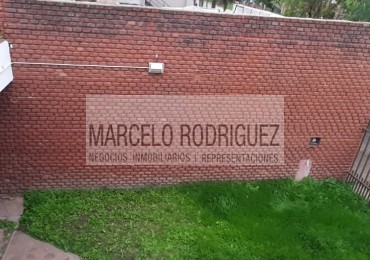 MARCELO RODRIGUEZ
NEGOCIOS INMOBILIARIOS | REPRESENTACIONES